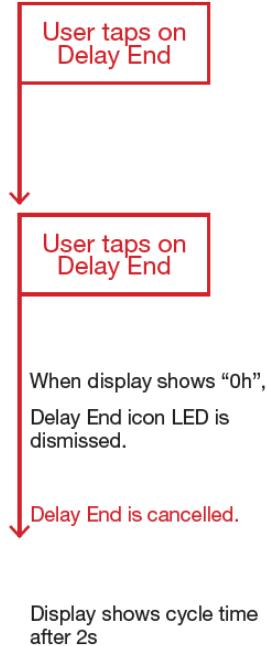 User taps on
Delay End
User taps on
Delay End
When display shows “0h”,
Delay End icon LED is
dismissed.
Delay End is cancelled.
Display shows cycle time
after 2s